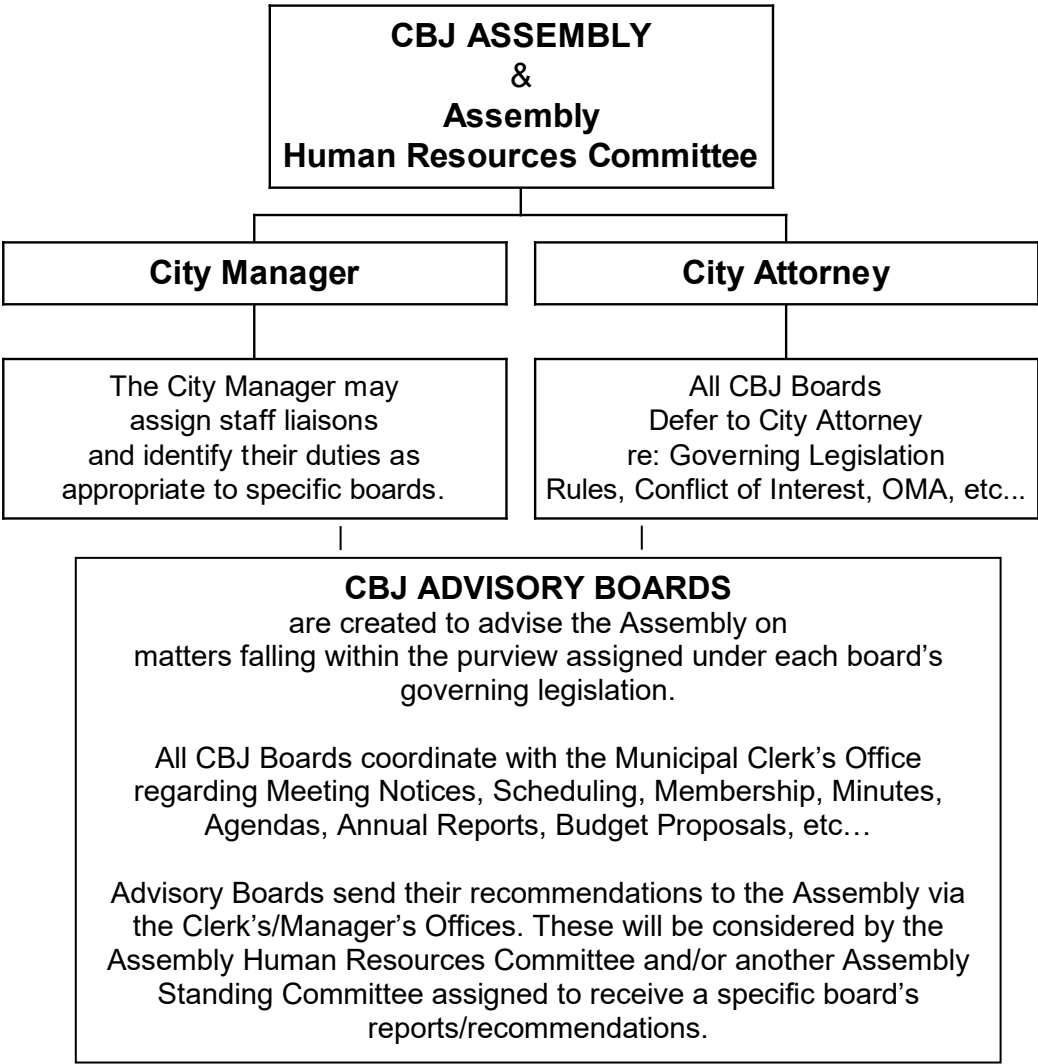 CBJ ASSEMBLY
&
Assembly
Human Resources Committee
City Manager
City Attorney
The City Manager may
assign staff liaisons
and identify their duties as
appropriate to specific boards.
All CBJ Boards
Defer to City Attorney
re: Governing Legislation
Rules, Conflict of Interest, OMA, etc...
CBJ ADVISORY BOARDS
are created to advise the Assembly on
matters falling within the purview assigned under each board’s
governing legislation.
All CBJ Boards coordinate with the Municipal Clerk’s Office
regarding Meeting Notices, Scheduling, Membership, Minutes,
Agendas, Annual Reports, Budget Proposals, etc…
Advisory Boards send their recommendations to the Assembly via
the Clerk’s/Manager’s Offices. These will be considered by the
Assembly Human Resources Committee and/or another Assembly
Standing Committee assigned to receive a specific board’s
reports/recommendations.